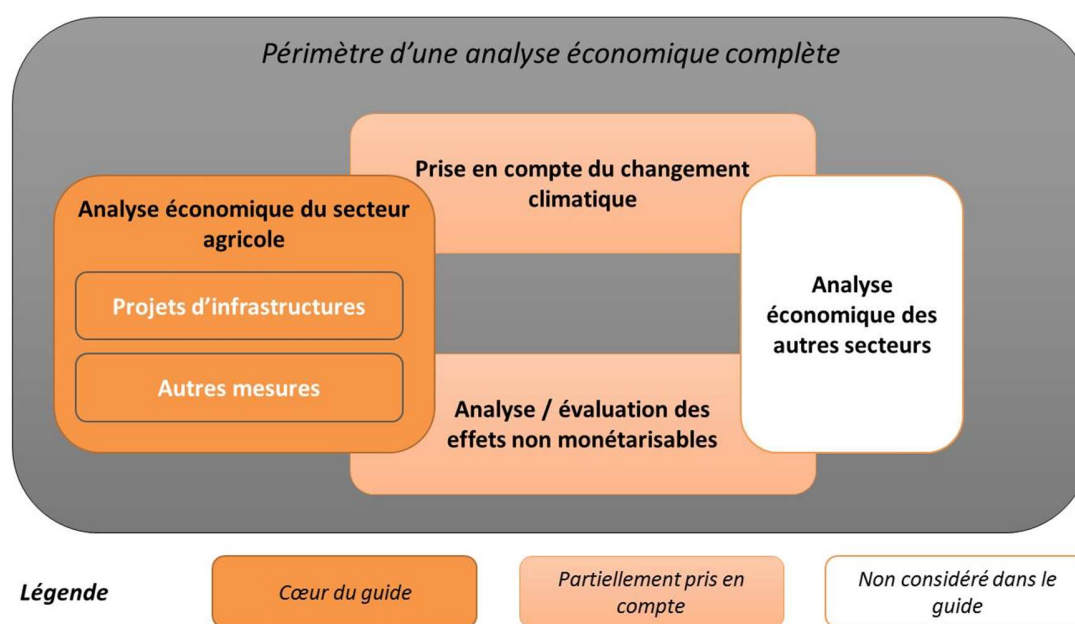 Périmètre d'une analyse économique complète
Prise en compte du changement
climatique
Analyse économique du secteur
agricole
Projets d'infrastructures
Autres mesures
Analyse
économique des
autres secteurs
Analyse / évaluation des
effets non monétarisables
Légende
Cœur du guide
Partiellement pris en
compte
Non considéré dans le
guide